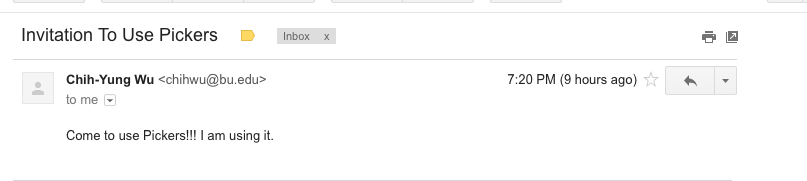 Invitation To Use Pickers Inbox x
Chih-Yung Wu <chihwu@bu.edu> 7:20 PM (9 hours ago)
to me
Come to use Pickers!!! I am using it.